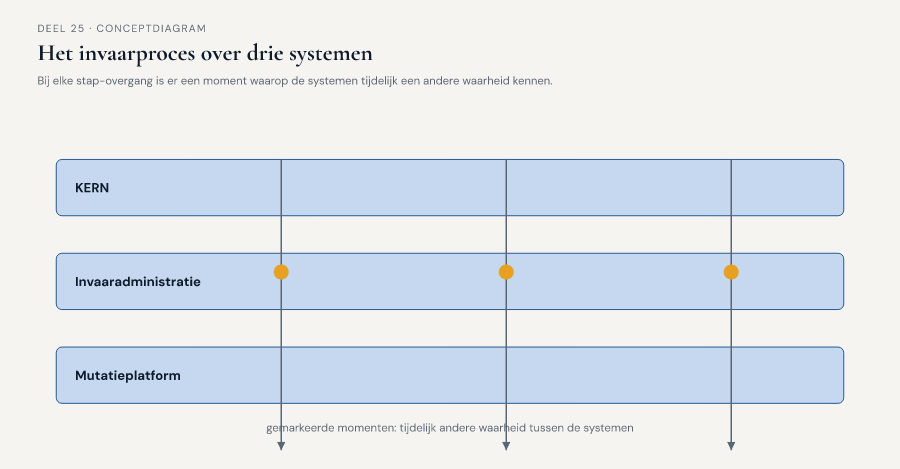 DEEL 25 · CONCEPTDIAGRAM
Het invaarproces over drie systemen
Bij elke stap-overgang is er een moment waarop de systemen tijdelijk een andere waarheid kennen.
KERN
Invaaradministratie
Mutatieplatform
gemarkeerde momenten: tijdelijk andere waarheid tussen de systemen